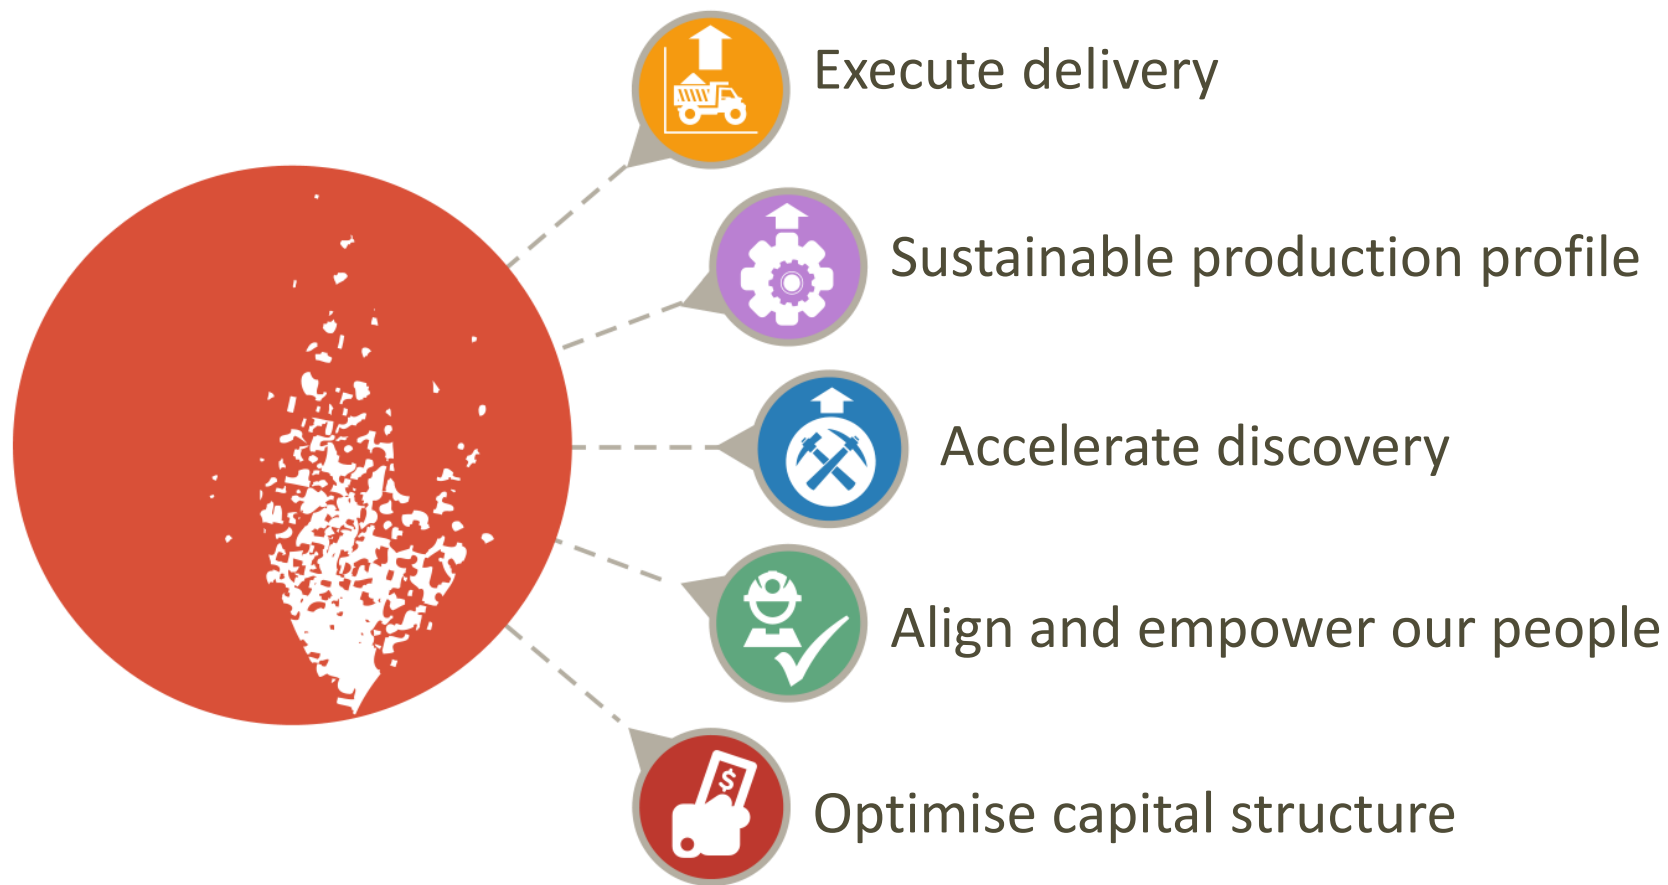 Execute delivery
Sustainable production profile
Accelerate discovery
Align and empower our people
$
Optimise capital structure